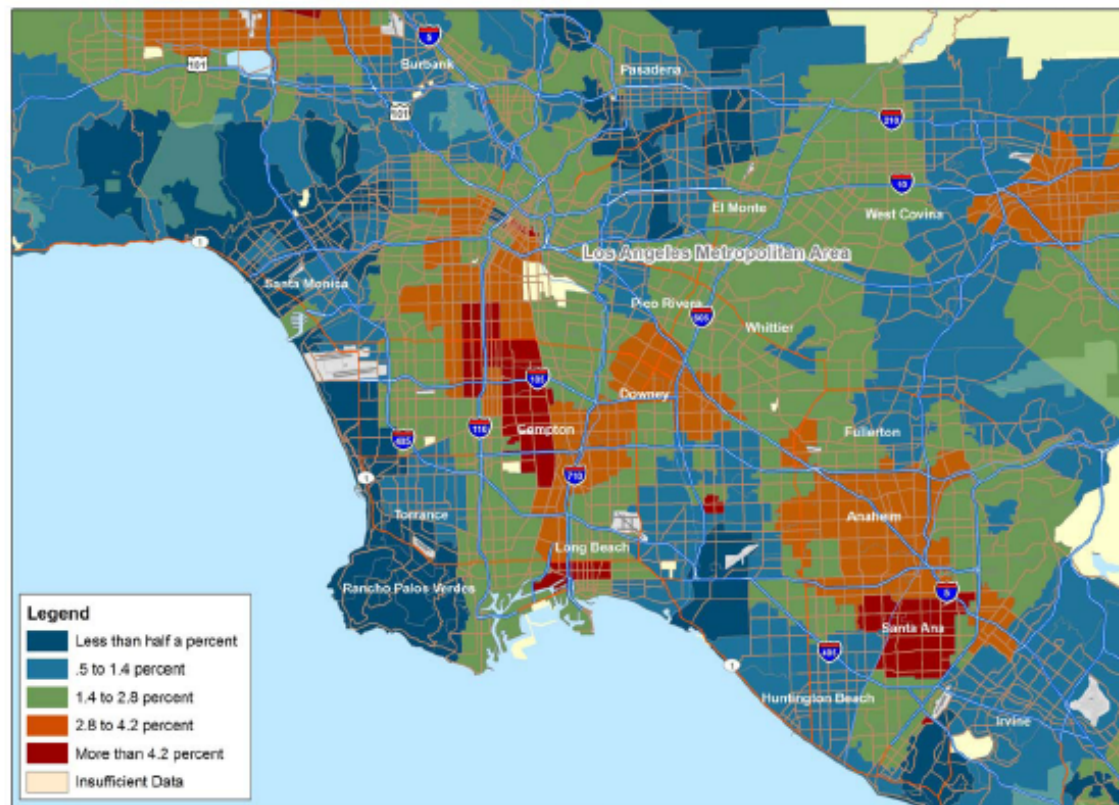 5
Burbank
101
Pasadena
101
210
10
El Monte
West Covina
1
Los Angeles Metropolitan Area
Santa Monica
Pico Rivera
605
Whittier
105
Downey
Compton
Fullerton
110
405
710
1
Torrance
Anaheim
Long Beach
Rancho Palos Verdes
5
Santa Ana
405
1
Huntington Beach
Irvine
Legend
Less than half a percent
.5 to 1.4 percent
1.4 to 2.8 percent
2.8 to 4.2 percent
More than 4.2 percent
Insufficient Data